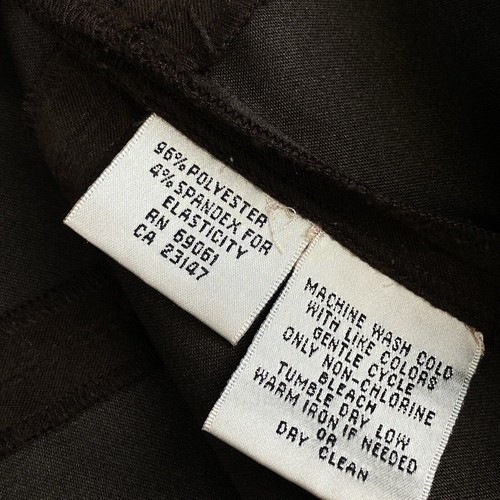 96% POLYESTER
4% SPANDEX FOR
ELASTICITY
RN 69061
CA 23147
MACHINE WASH COLD
WITH LIKE COLORS
GENTLE CYCLE
ONLY NON-CHLORINE
BLEACH
TUMBLE DRY LOW
WARM IRON IF NEEDED
OR
DRY CLEAN